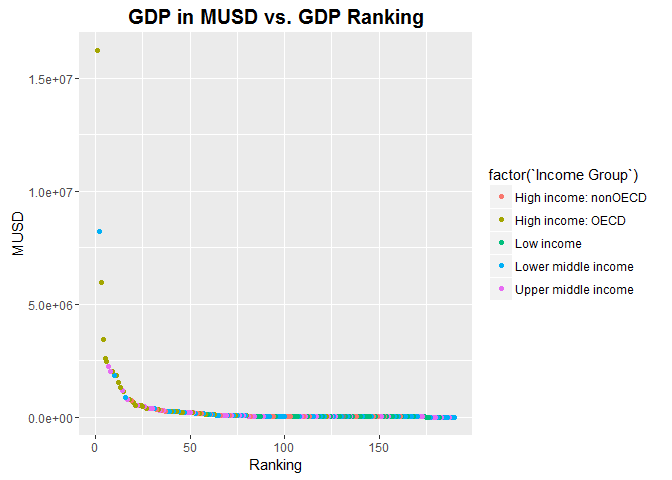 GDP in MUSD vs. GDP Ranking
MUSD
1.5e+07
1.0e+07
5.0e+06
0.0e+00
0 50 100 150
Ranking
factor(`Income Group`)
High income: nonOECD
High income: OECD
Low income
Lower middle income
Upper middle income